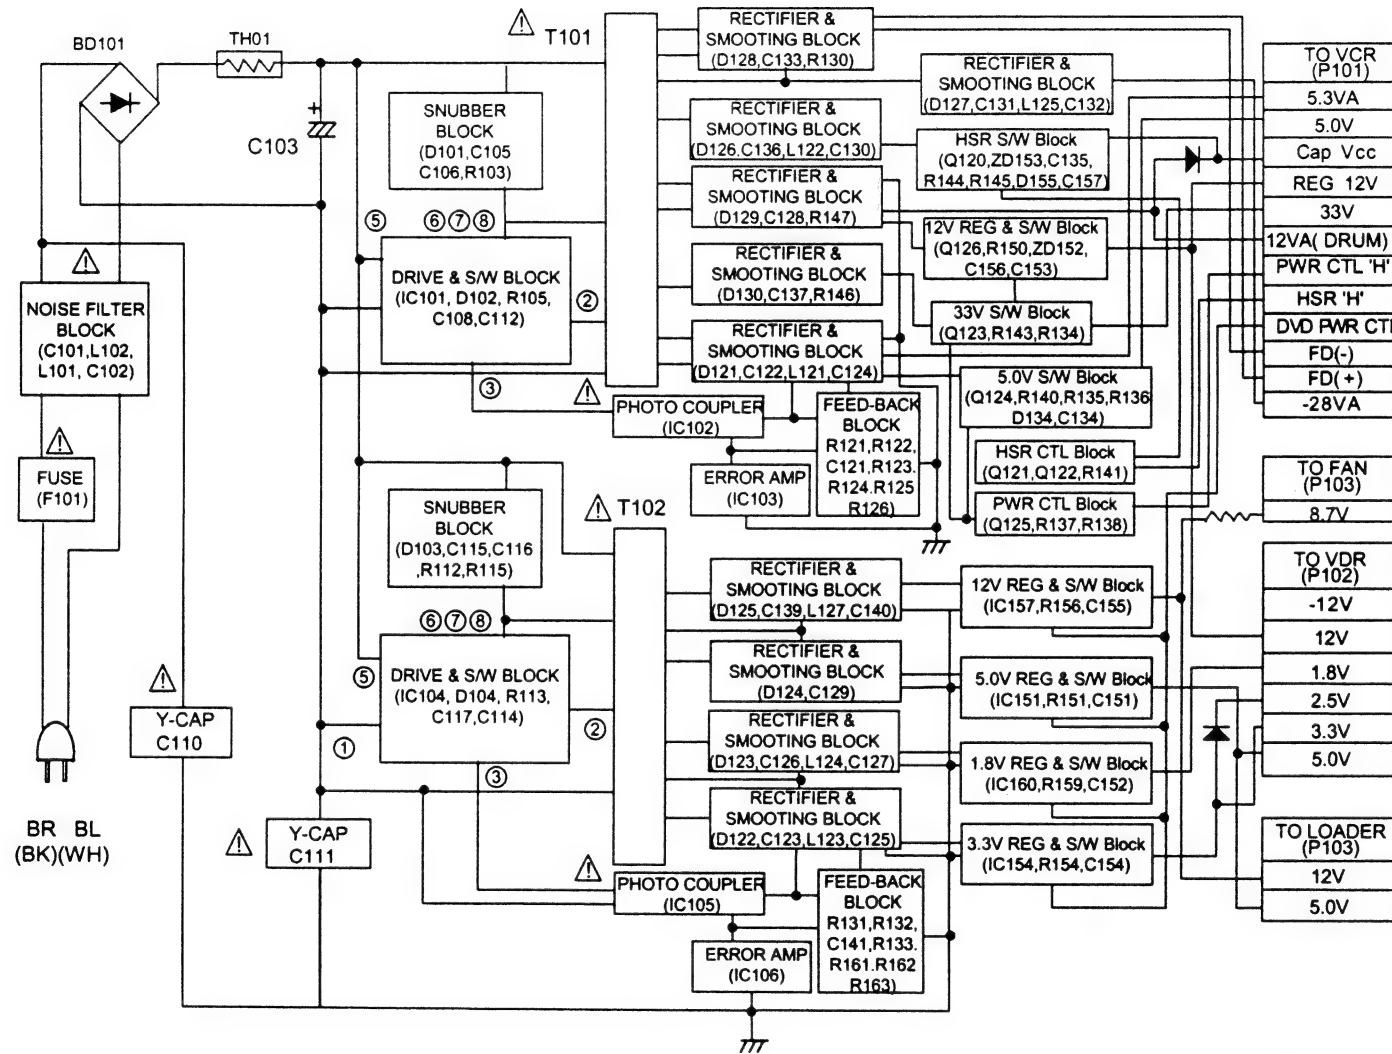 BD101
TH01
C103
NOISE FILTER
BLOCK
(C101,L102,
L101, C102)
FUSE
(F101)
BR BL
(BK)(WH)
Y-CAP
C110
Y-CAP
C111
SNUBBER
BLOCK
(D101,C105
C106,R103)
⑤
⑥⑦⑧
DRIVE & S/W BLOCK
(IC101, D102, R105,
C108,C112)
②
③
SNUBBER
BLOCK
(D103,C115,C116
,R112,R115)
⑥⑦⑧
⑤
DRIVE & S/W BLOCK
(IC104, D104, R113,
C117,C114)
②
①
③
T101
T102
RECTIFIER &
SMOOTING BLOCK
(D128,C133,R130)
RECTIFIER &
SMOOTING BLOCK
(D127,C131,L125,C132)
RECTIFIER &
SMOOTING BLOCK
(D126.C136,L122,C130)
HSR S/W Block
(Q120,ZD153,C135,
R144,R145,D155,C157)
RECTIFIER &
SMOOTING BLOCK
(D129,C128,R147)
12V REG & S/W Block
(Q126,R150,ZD152,
C156,C153)
RECTIFIER &
SMOOTING BLOCK
(D130,C137,R146)
33V S/W Block
(Q123,R143,R134)
RECTIFIER &
SMOOTING BLOCK
(D121,C122,L121,C124)
5.0V S/W Block
(Q124,R140,R135,R136
D134,C134)
PHOTO COUPLER
(IC102)
FEED-BACK
BLOCK
R121,R122,
C121,R123.
R124.R125
R126)
ERROR AMP
(IC103)
HSR CTL Block
(Q121,Q122,R141)
PWR CTL Block
(Q125,R137,R138)
RECTIFIER &
SMOOTING BLOCK
(D125,C139,L127,C140)
12V REG & S/W Block
(IC157,R156,C155)
RECTIFIER &
SMOOTING BLOCK
(D124,C129)
5.0V REG & S/W Block
(IC151,R151,C151)
RECTIFIER &
SMOOTING BLOCK
(D123,C126,L124,C127)
1.8V REG & S/W Block
(IC160,R159,C152)
RECTIFIER &
SMOOTING BLOCK
(D122,C123,L123,C125)
3.3V REG & S/W Block
(IC154,R154,C154)
PHOTO COUPLER
(IC105)
FEED-BACK
BLOCK
R131,R132,
C141,R133.
R161.R162
R163)
ERROR AMP
(IC106)
TO VCR
(P101)
5.3VA
5.0V
Cap Vcc
REG 12V
33V
12VA( DRUM)
PWR CTL 'H'
HSR 'H'
DVD PWR CTL
FD(-)
FD(+)
-28VA
TO FAN
(P103)
8.7V
TO VDR
(P102)
-12V
12V
1.8V
2.5V
3.3V
5.0V
TO LOADER
(P103)
12V
5.0V